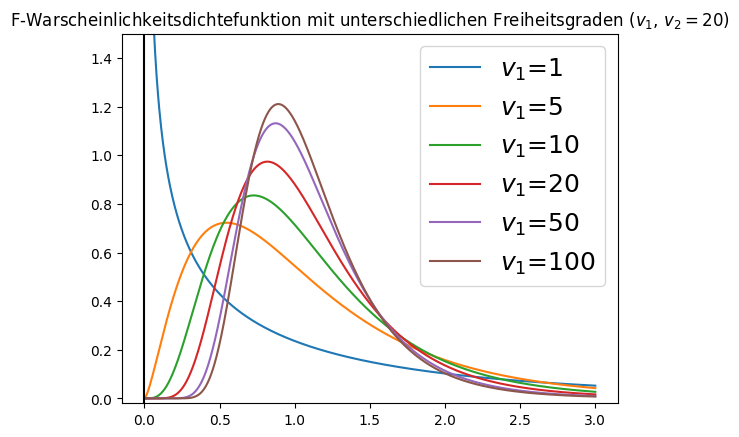 F-Warscheinlichkeitsdichtefunktion mit unterschiedlichen Freiheitsgraden (v₁, v₂ = 20)
1.4
1.2
1.0
0.8
0.6
0.4
0.2
0.0
v₁=1
v₁=5
v₁=10
v₁=20
v₁=50
v₁=100
0.0 0.5 1.0 1.5 2.0 2.5 3.0